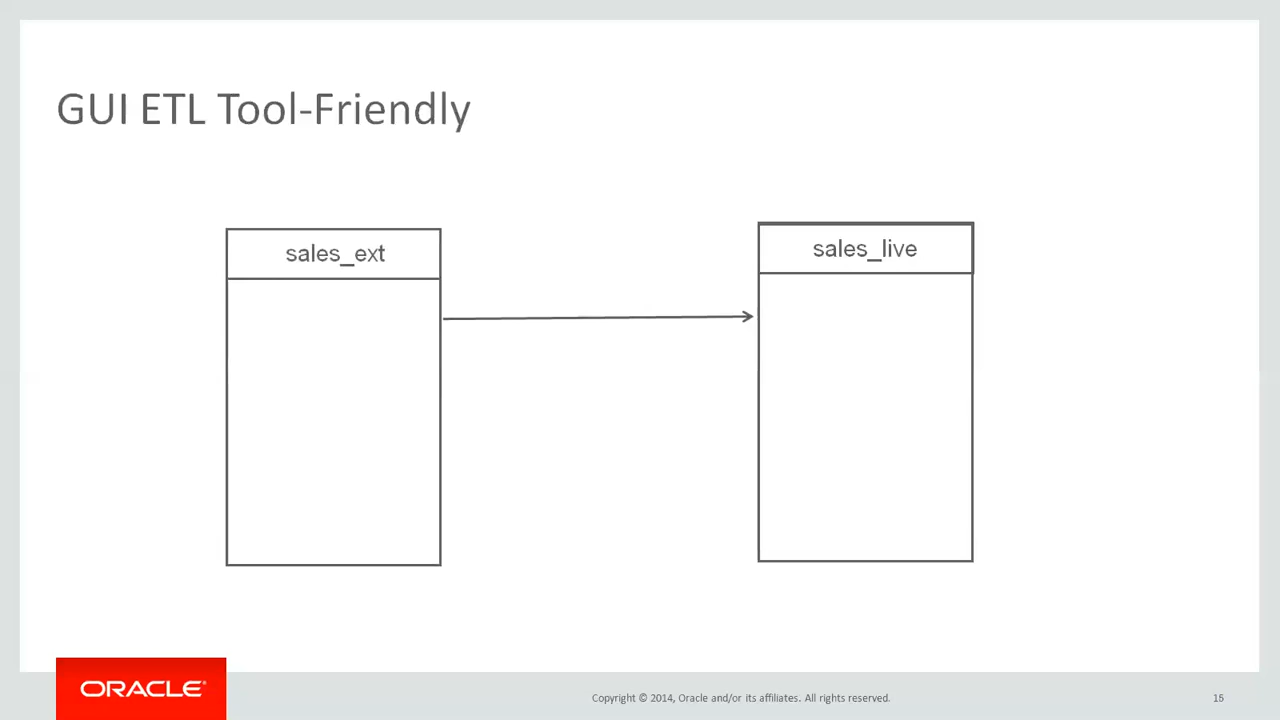 GUI ETL Tool-Friendly
sales_ext
sales_live
ORACLE®
Copyright © 2014, Oracle and/or its affiliates. All rights reserved.
15